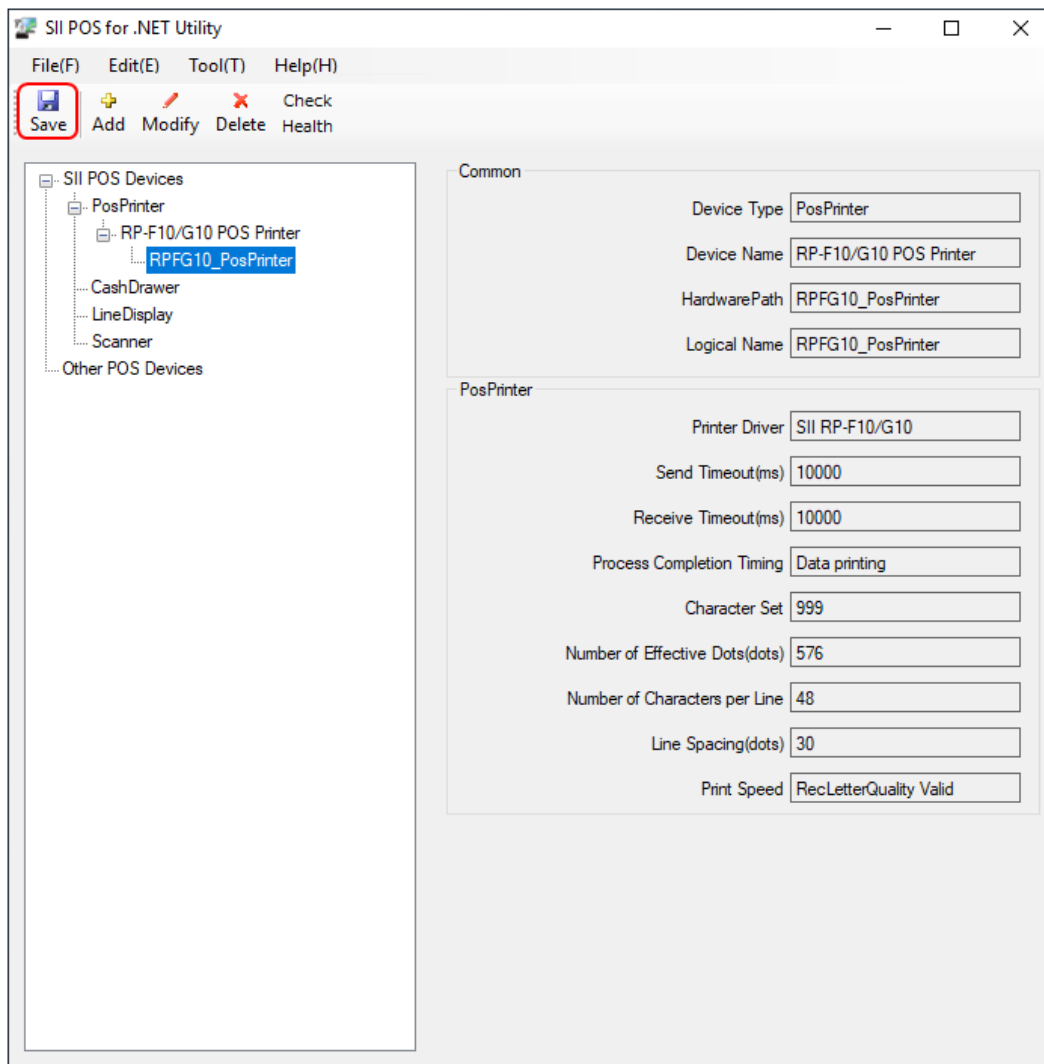 SII POS for .NET Utility
File(F) Edit(E) Tool(T) Help(H)
Save Add Modify Delete Check Health
SII POS Devices
PosPrinter
RP-F10/G10 POS Printer
RPFG10_PosPrinter
CashDrawer
LineDisplay
Scanner
Other POS Devices
Common
Device Type PosPrinter
Device Name RP-F10/G10 POS Printer
HardwarePath RPFG10_PosPrinter
Logical Name RPFG10_PosPrinter
PosPrinter
Printer Driver SII RP-F10/G10
Send Timeout(ms) 10000
Receive Timeout(ms) 10000
Process Completion Timing Data printing
Character Set 999
Number of Effective Dots(dots) 576
Number of Characters per Line 48
Line Spacing(dots) 30
Print Speed RecLetterQuality Valid